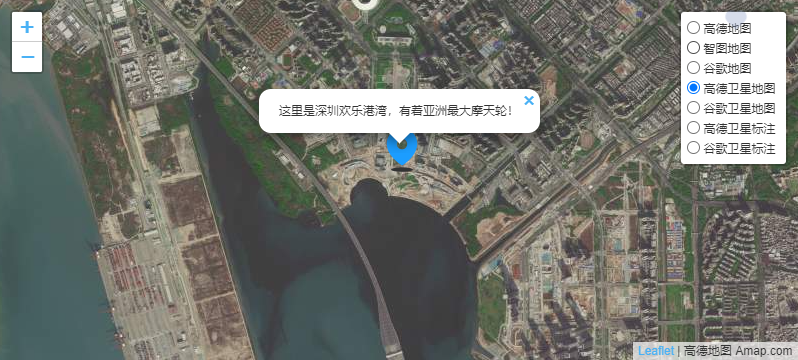 +
−
高德地图
智图地图
谷歌地图
高德卫星地图
谷歌卫星地图
高德卫星标注
谷歌卫星标注
这里是深圳欢乐港湾，有着亚洲最大摩天轮！
×
Leaflet | 高德地图 Amap.com